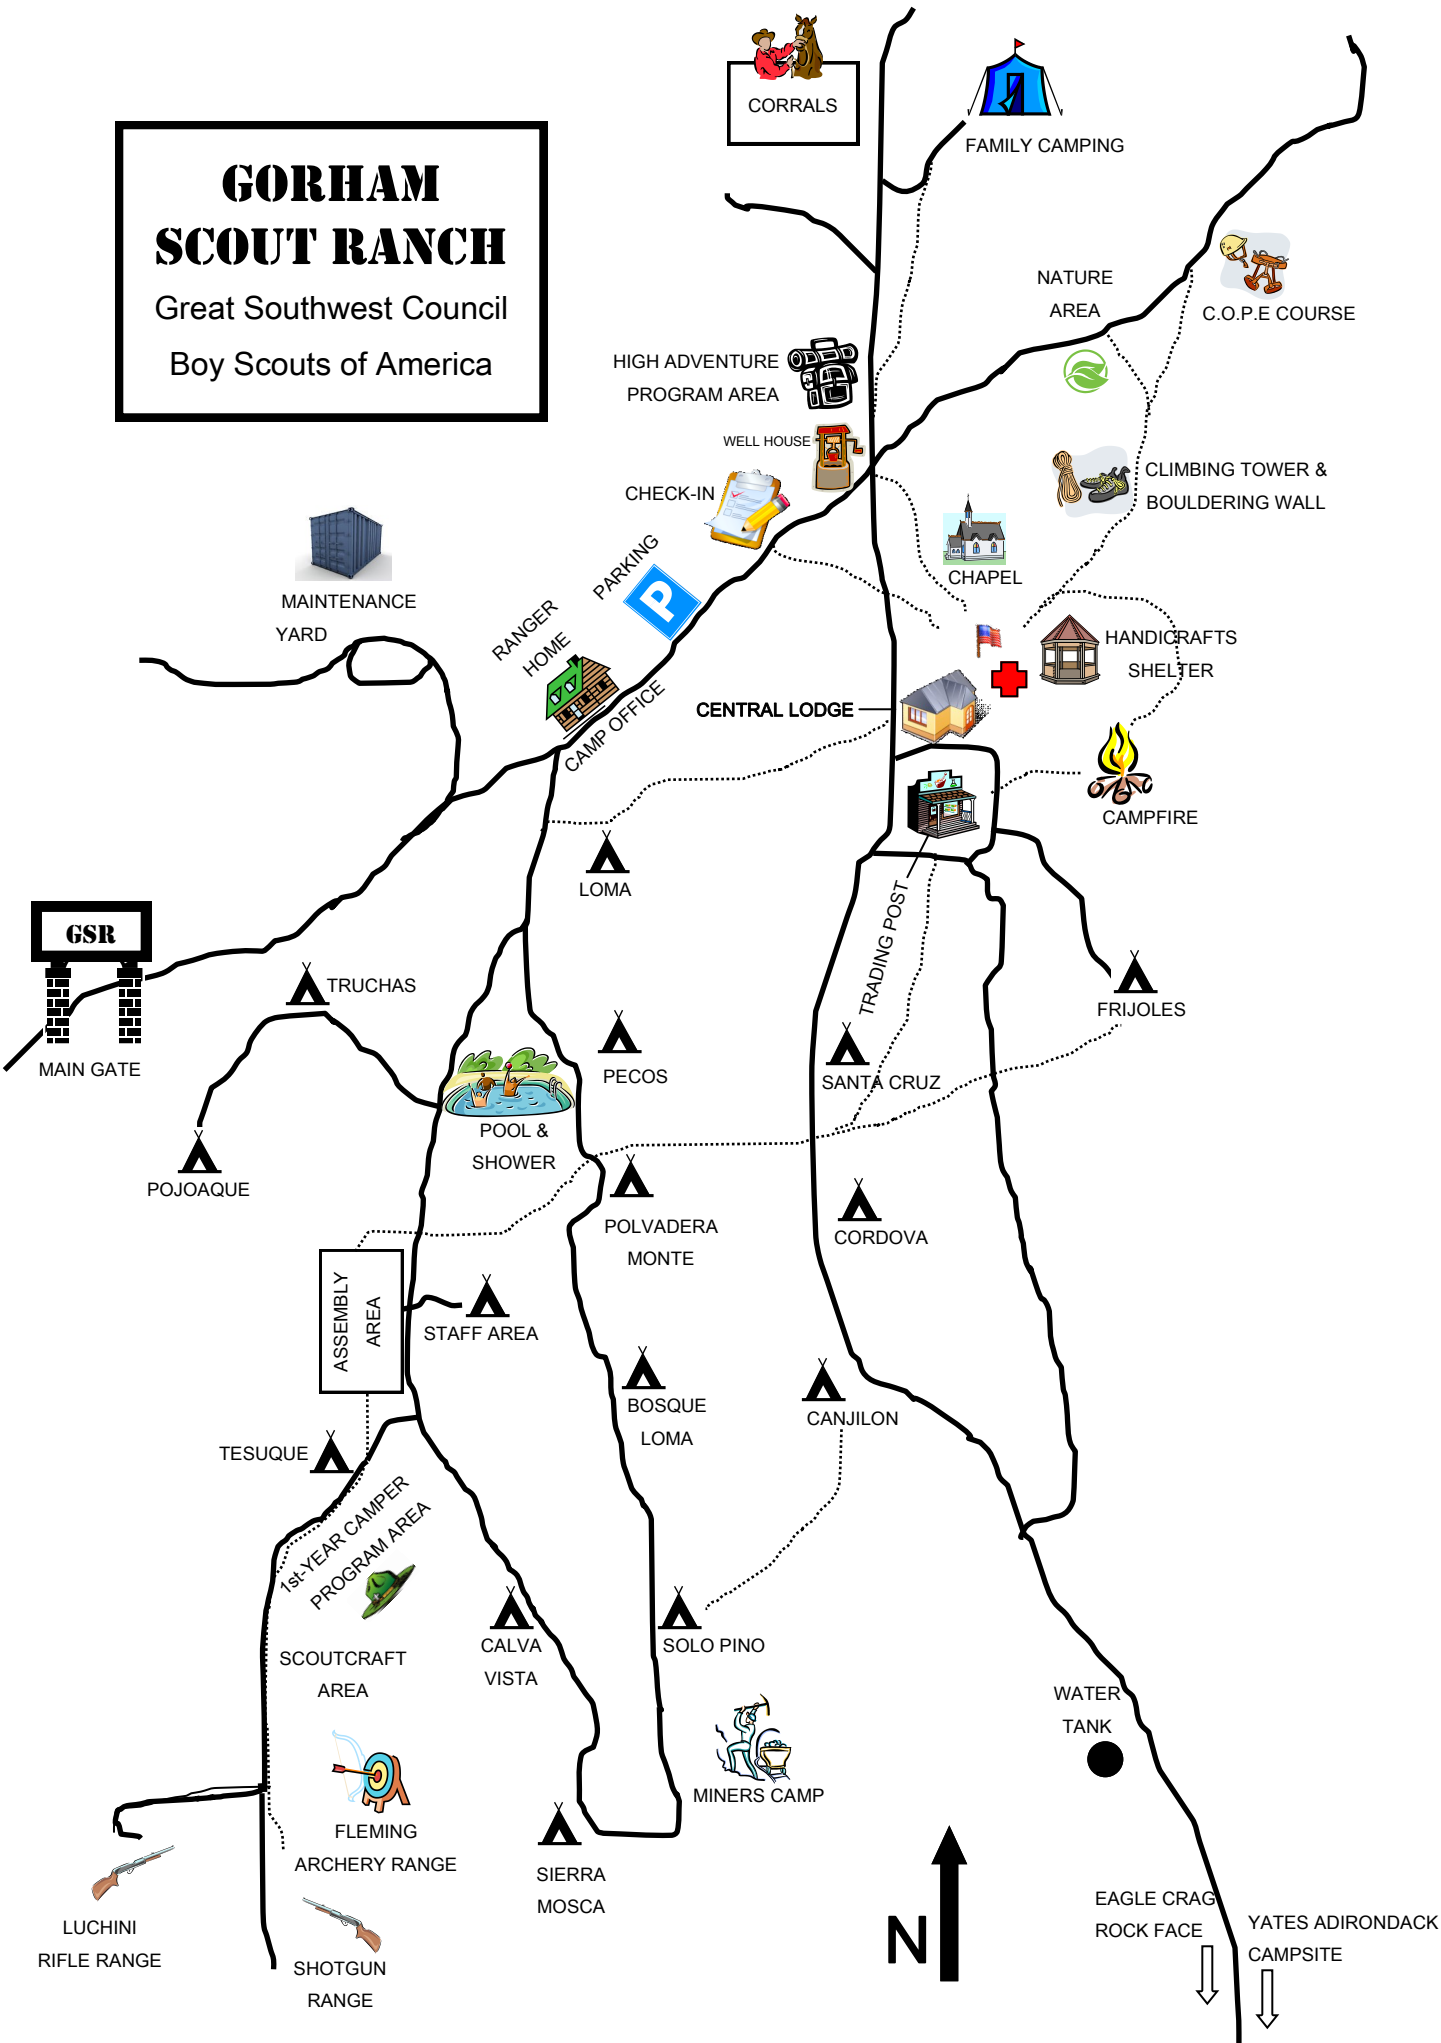 CORRALS
FAMILY CAMPING
GORHAM
SCOUT RANCH
Great Southwest Council
Boy Scouts of America
NATURE
AREA
C.O.P.E COURSE
HIGH ADVENTURE
PROGRAM AREA
WELL HOUSE
CHECK-IN
CLIMBING TOWER &
BOULDERING WALL
PARKING
P
CHAPEL
MAINTENANCE
YARD
RANGER
HOME
HANDICRAFTS
SHELTER
CENTRAL LODGE
CAMP OFFICE
CAMPFIRE
LOMA
TRADING POST
GSR
MAIN GATE
TRUCHAS
FRIJOLES
PECOS
SANTA CRUZ
POOL &
SHOWER
POJOAQUE
POLVADERA
MONTE
CORDOVA
ASSEMBLY
AREA
STAFF AREA
BOSQUE
LOMA
CANJILON
TESUQUE
1st-YEAR CAMPER
PROGRAM AREA
CALVA
VISTA
SOLO PINO
SCOUTCRAFT
AREA
WATER
TANK
MINERS CAMP
FLEMING
ARCHERY RANGE
SIERRA
MOSCA
LUCHINI
RIFLE RANGE
SHOTGUN
RANGE
N
EAGLE CRAG
ROCK FACE
YATES ADIRONDACK
CAMPSITE